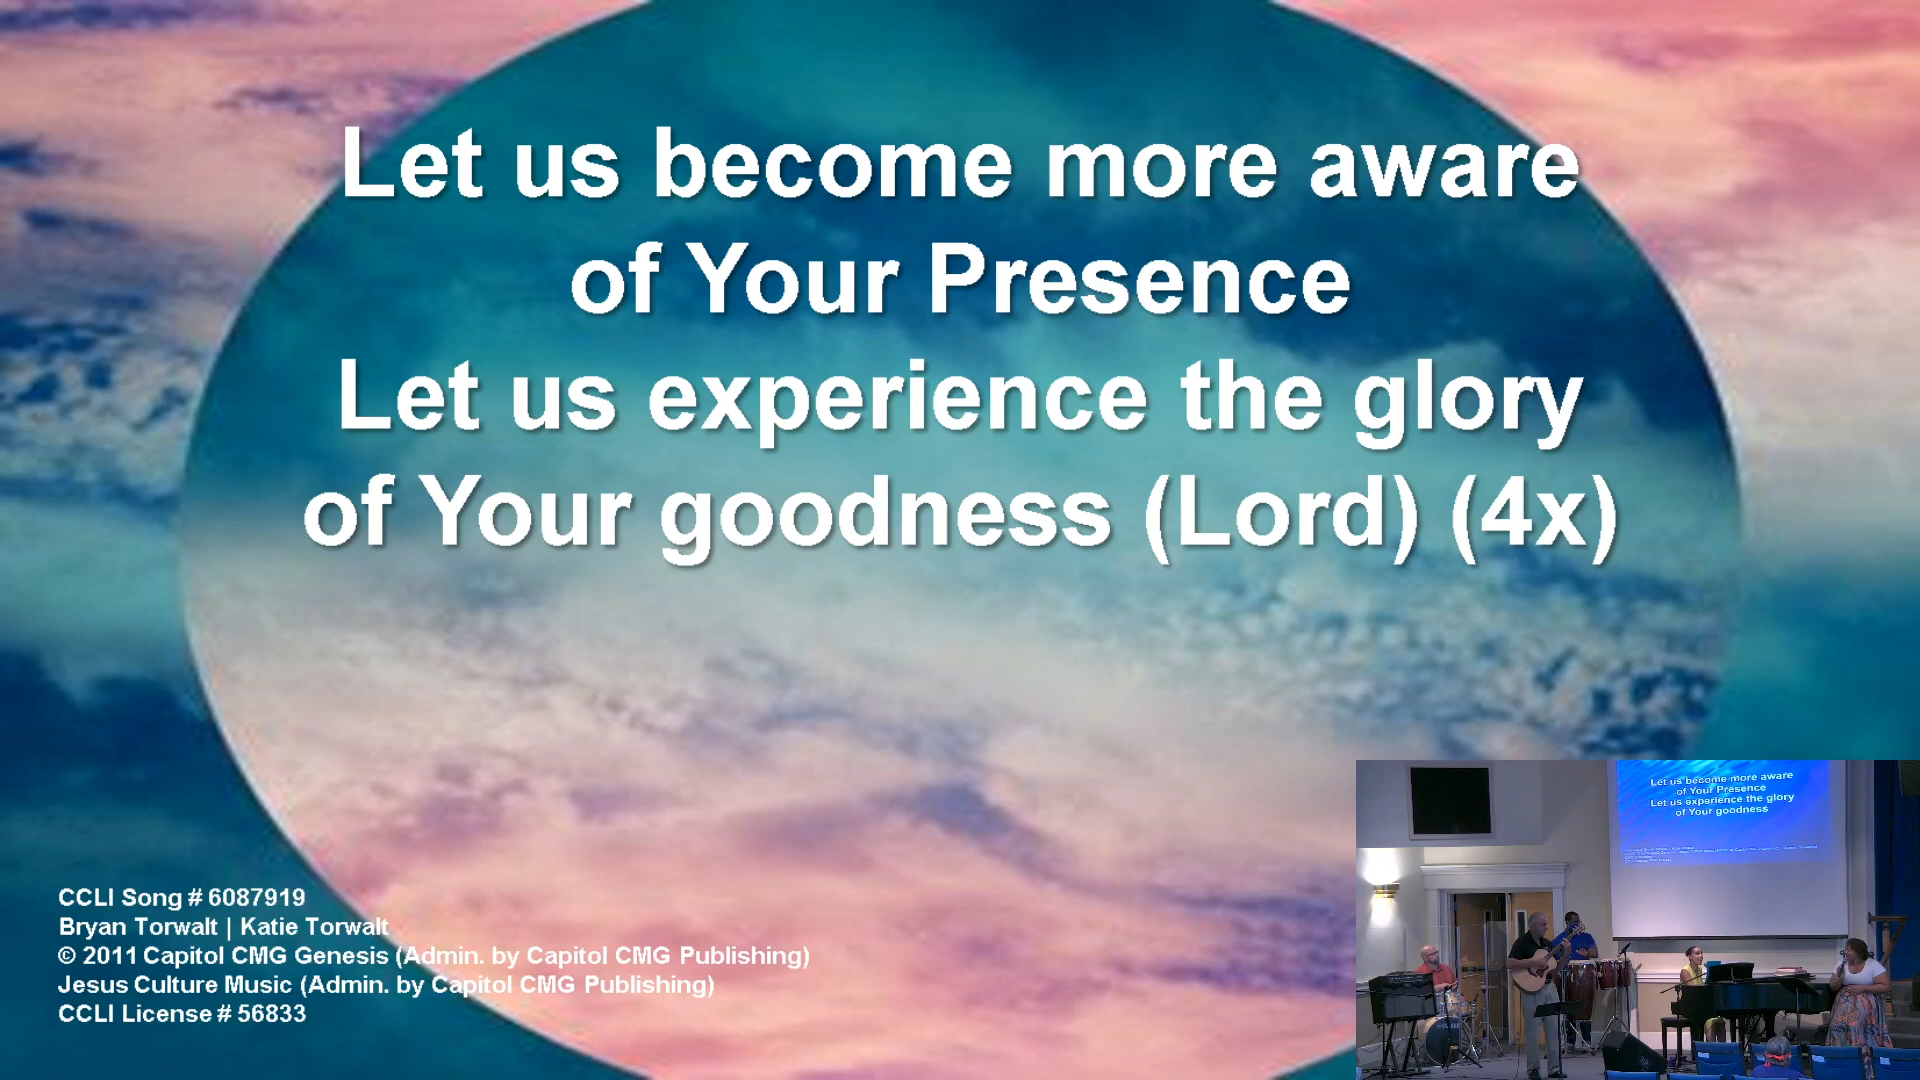 Let us become more aware
of Your Presence
Let us experience the glory
of Your goodness (Lord) (4x)
CCLI Song # 6087919
Bryan Torwalt | Katie Torwalt
© 2011 Capitol CMG Genesis (Admin. by Capitol CMG Publishing)
Jesus Culture Music (Admin. by Capitol CMG Publishing)
CCLI License # 56833
Let us become more aware
of Your Presence
Let us experience the glory
of Your goodness